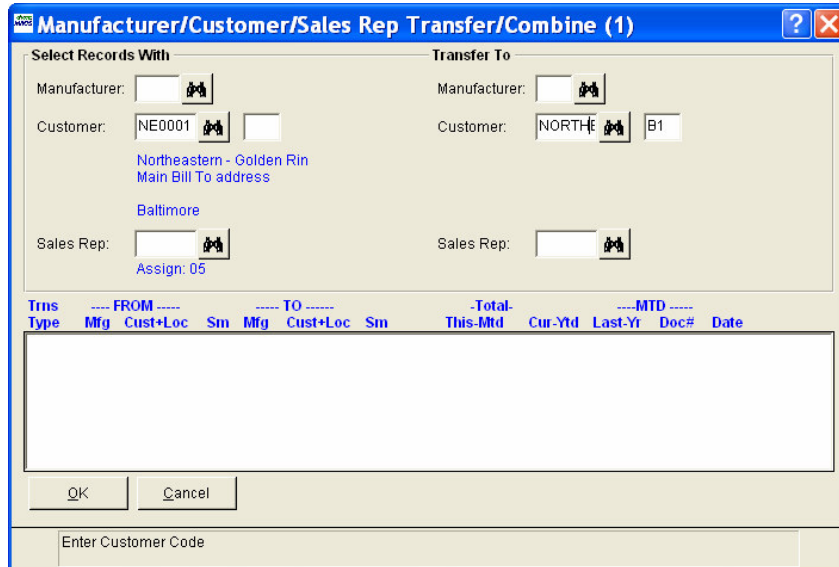 Manufacturer/Customer/Sales Rep Transfer/Combine (1)
Select Records With
Transfer To
Manufacturer:
Manufacturer:
Customer: NE0001
Customer: NORTHE B1
Northeastern - Golden Rin
Main Bill To address
Baltimore
Sales Rep:
Sales Rep:
Assign: 05
Trns ---- FROM ----- ----- TO ------ -Total- ----MTD -----
Type Mfg Cust+Loc Sm Mfg Cust+Loc Sm This-Mtd Cur-Ytd Last-Yr Doc# Date
OK Cancel
Enter Customer Code